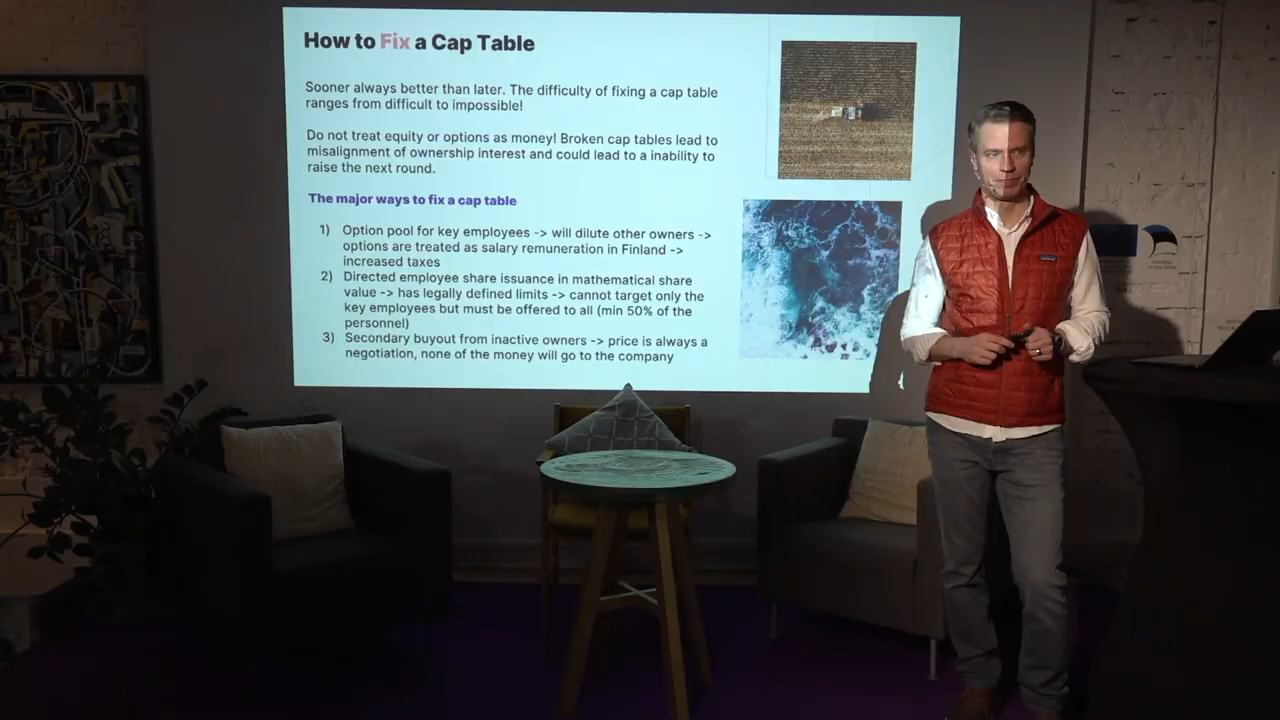 How to Fix a Cap Table
Sooner always better than later. The difficulty of fixing a cap table
ranges from difficult to impossible!
Do not treat equity or options as money! Broken cap tables lead to
misalignment of ownership interest and could lead to a inability to
raise the next round.
The major ways to fix a cap table
1) Option pool for key employees -> will dilute other owners ->
options are treated as salary remuneration in Finland ->
increased taxes
2) Directed employee share issuance in mathematical share
value -> has legally defined limits -> cannot target only the
key employees but must be offered to all (min 50% of the
personnel)
3) Secondary buyout from inactive owners -> price is always a
negotiation, none of the money will go to the company
patagonia